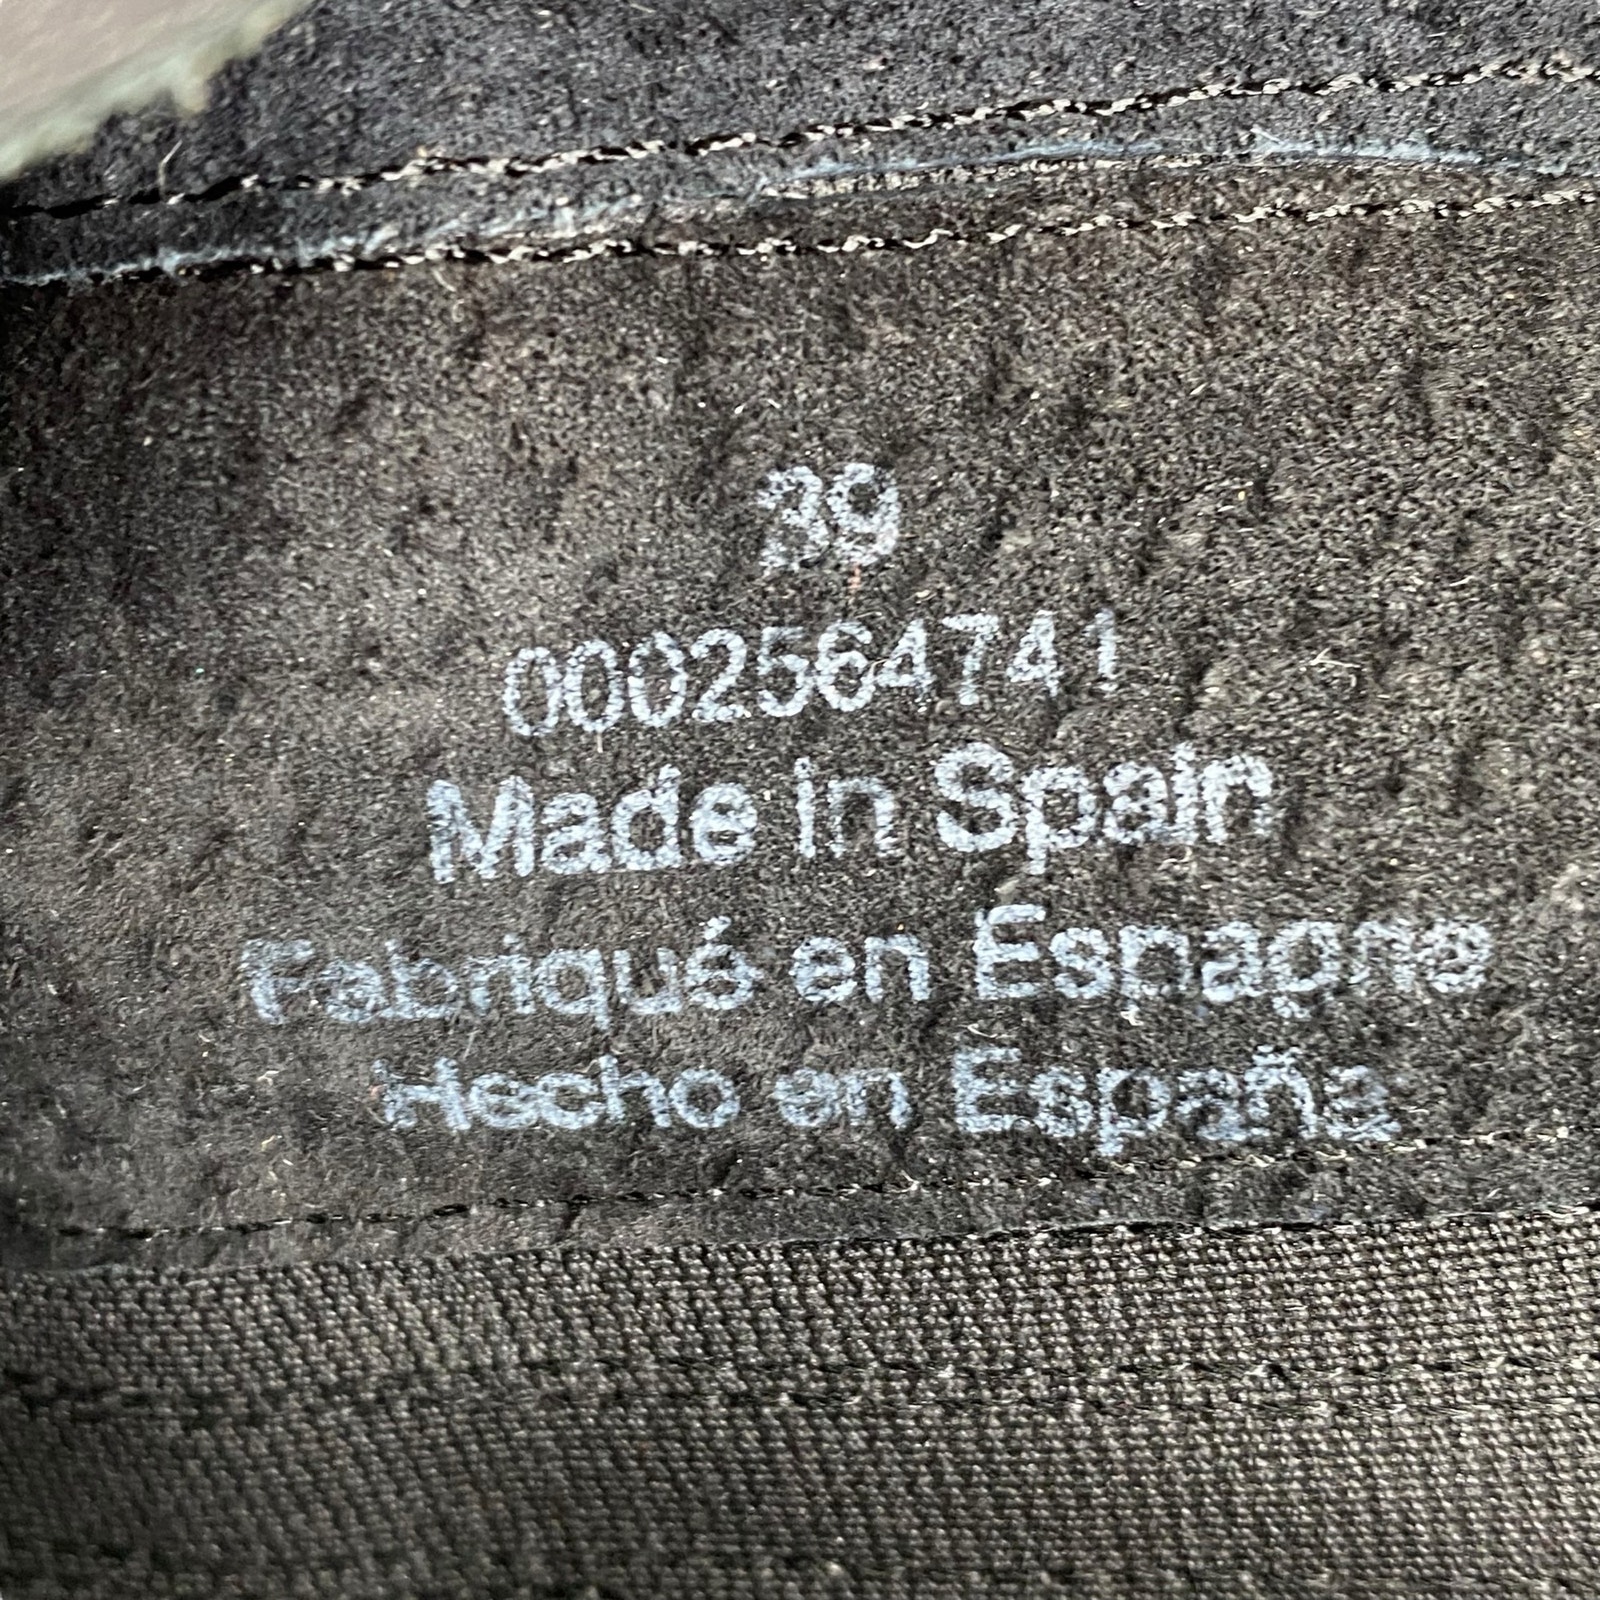 39
0002564741
Made in Spain
Fabriqué en Espagne
Hecho en España